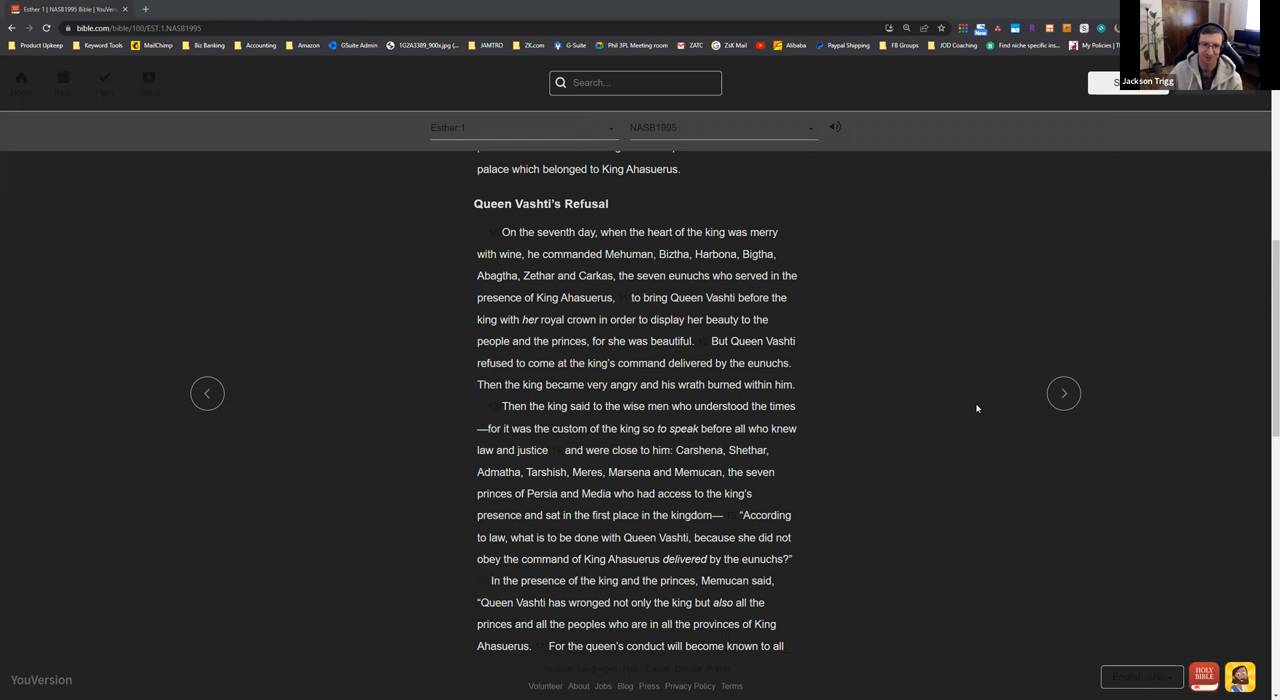 Esther 1 | NASB1995 Bible | YouVer
bible.com/bible/100/EST.1.NASB1995
New
Product Upkeep Keyword Tools MailChimp Biz Banking Accounting Amazon GSuite Admin 1GZA3389_900x.jpg (... JAMTRO ZK.com G-Suite Phil 3PL Meeting room ZATC ZsK Mail Alibaba Paypal Shipping FB Groups JOD Coaching Find niche specific ins... My Policies | Th
Search...
Jackson Trigg
Esther 1 NASB1995
palace which belonged to King Ahasuerus.
Queen Vashti's Refusal
On the seventh day, when the heart of the king was merry
with wine, he commanded Mehuman, Biztha, Harbona, Bigtha,
Abagtha, Zethar and Carkas, the seven eunuchs who served in the
presence of King Ahasuerus, to bring Queen Vashti before the
king with her royal crown in order to display her beauty to the
people and the princes, for she was beautiful. But Queen Vashti
refused to come at the king's command delivered by the eunuchs.
Then the king became very angry and his wrath burned within him.
Then the king said to the wise men who understood the times
—for it was the custom of the king so to speak before all who knew
law and justice and were close to him: Carshena, Shethar,
Admatha, Tarshish, Meres, Marsena and Memucan, the seven
princes of Persia and Media who had access to the king's
presence and sat in the first place in the kingdom— "According
to law, what is to be done with Queen Vashti, because she did not
obey the command of King Ahasuerus delivered by the eunuchs?"
In the presence of the king and the princes, Memucan said,
"Queen Vashti has wronged not only the king but also all the
princes and all the peoples who are in all the provinces of King
Ahasuerus. 17 For the queen's conduct will become known to all
YouVersion
Volunteer About Jobs Blog Press Privacy Policy Terms
HOLY
BIBLE